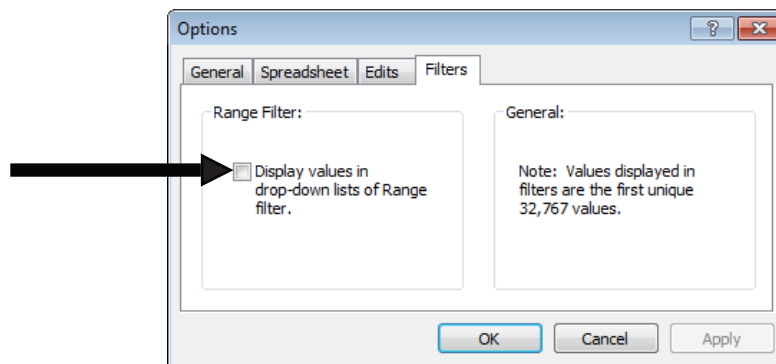 Options
General Spreadsheet Edits Filters
Range Filter:
Display values in
drop-down lists of Range
filter.
General:
Note: Values displayed in
filters are the first unique
32,767 values.
OK Cancel Apply